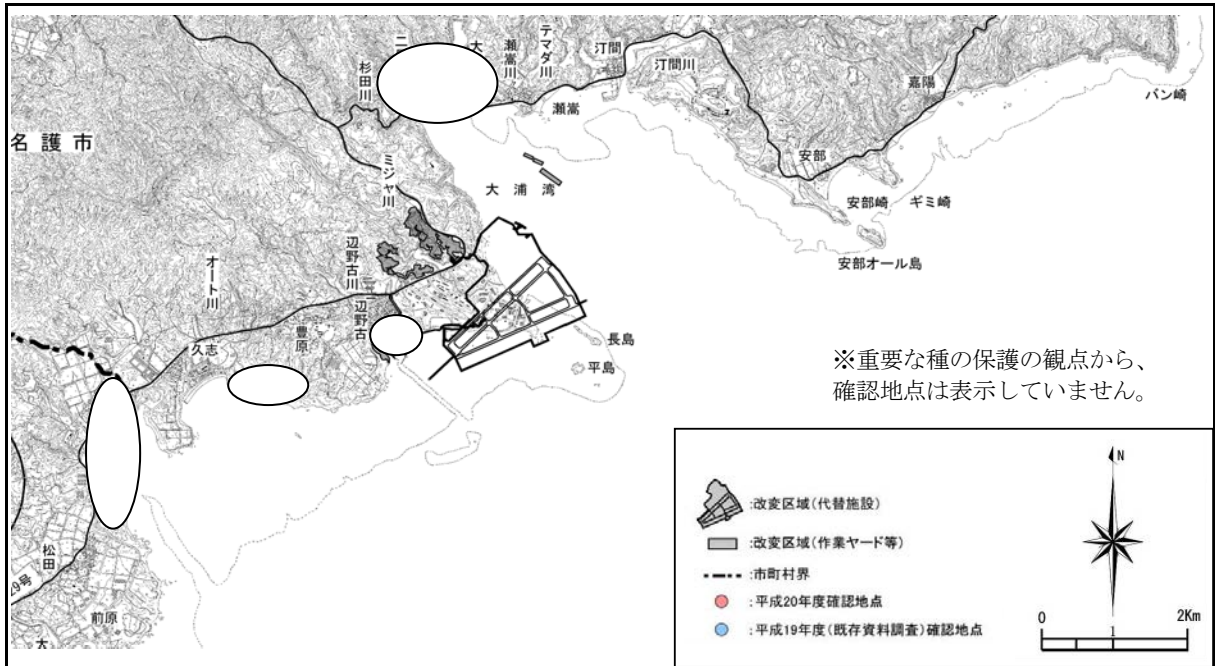 二
大
瀬嵩川
テマダ川
汀間
汀間川
嘉陽
バン崎
杉田川
瀬嵩
名護市
ミジャ川
大浦湾
安部
安部崎
ギミ崎
安部オール島
辺野古川
オート川
辺野古
豊原
久志
長島
平島
※重要な種の保護の観点から、
確認地点は表示していません。
松田
29号
前原
大
:改変区域(代替施設)
:改変区域(作業ヤード等)
:市町村界
:平成20年度確認地点
:平成19年度(既存資料調査)確認地点
N
0
1
2Km